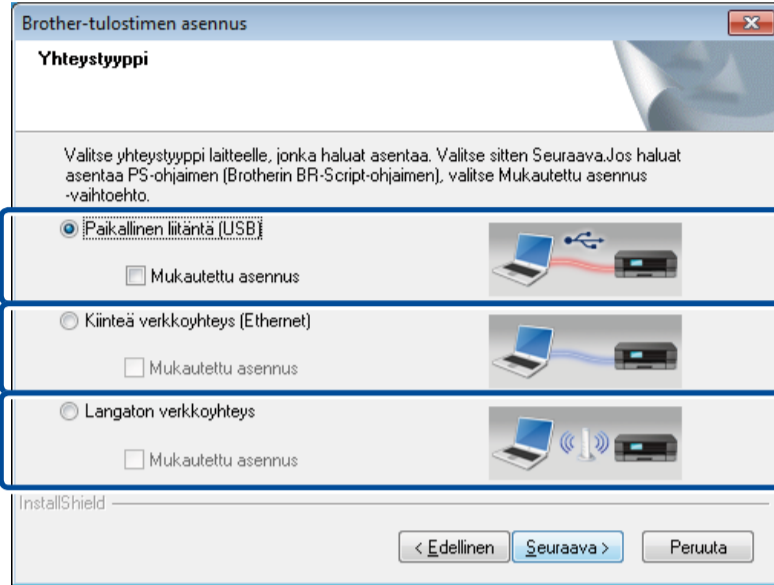 Brother-tulostimen asennus
Yhteystyyppi
Valitse yhteystyyppi laitteelle, jonka haluat asentaa. Valitse sitten Seuraava.Jos haluat
asentaa PS-ohjaimen (Brotherin BR-Script-ohjaimen), valitse Mukautettu asennus
-vaihtoehto.
Paikallinen liitäntä (USB)
Mukautettu asennus
Kiinteä verkkoyhteys (Ethernet)
Mukautettu asennus
Langaton verkkoyhteys
Mukautettu asennus
InstallShield
< Edellinen Seuraava > Peruuta